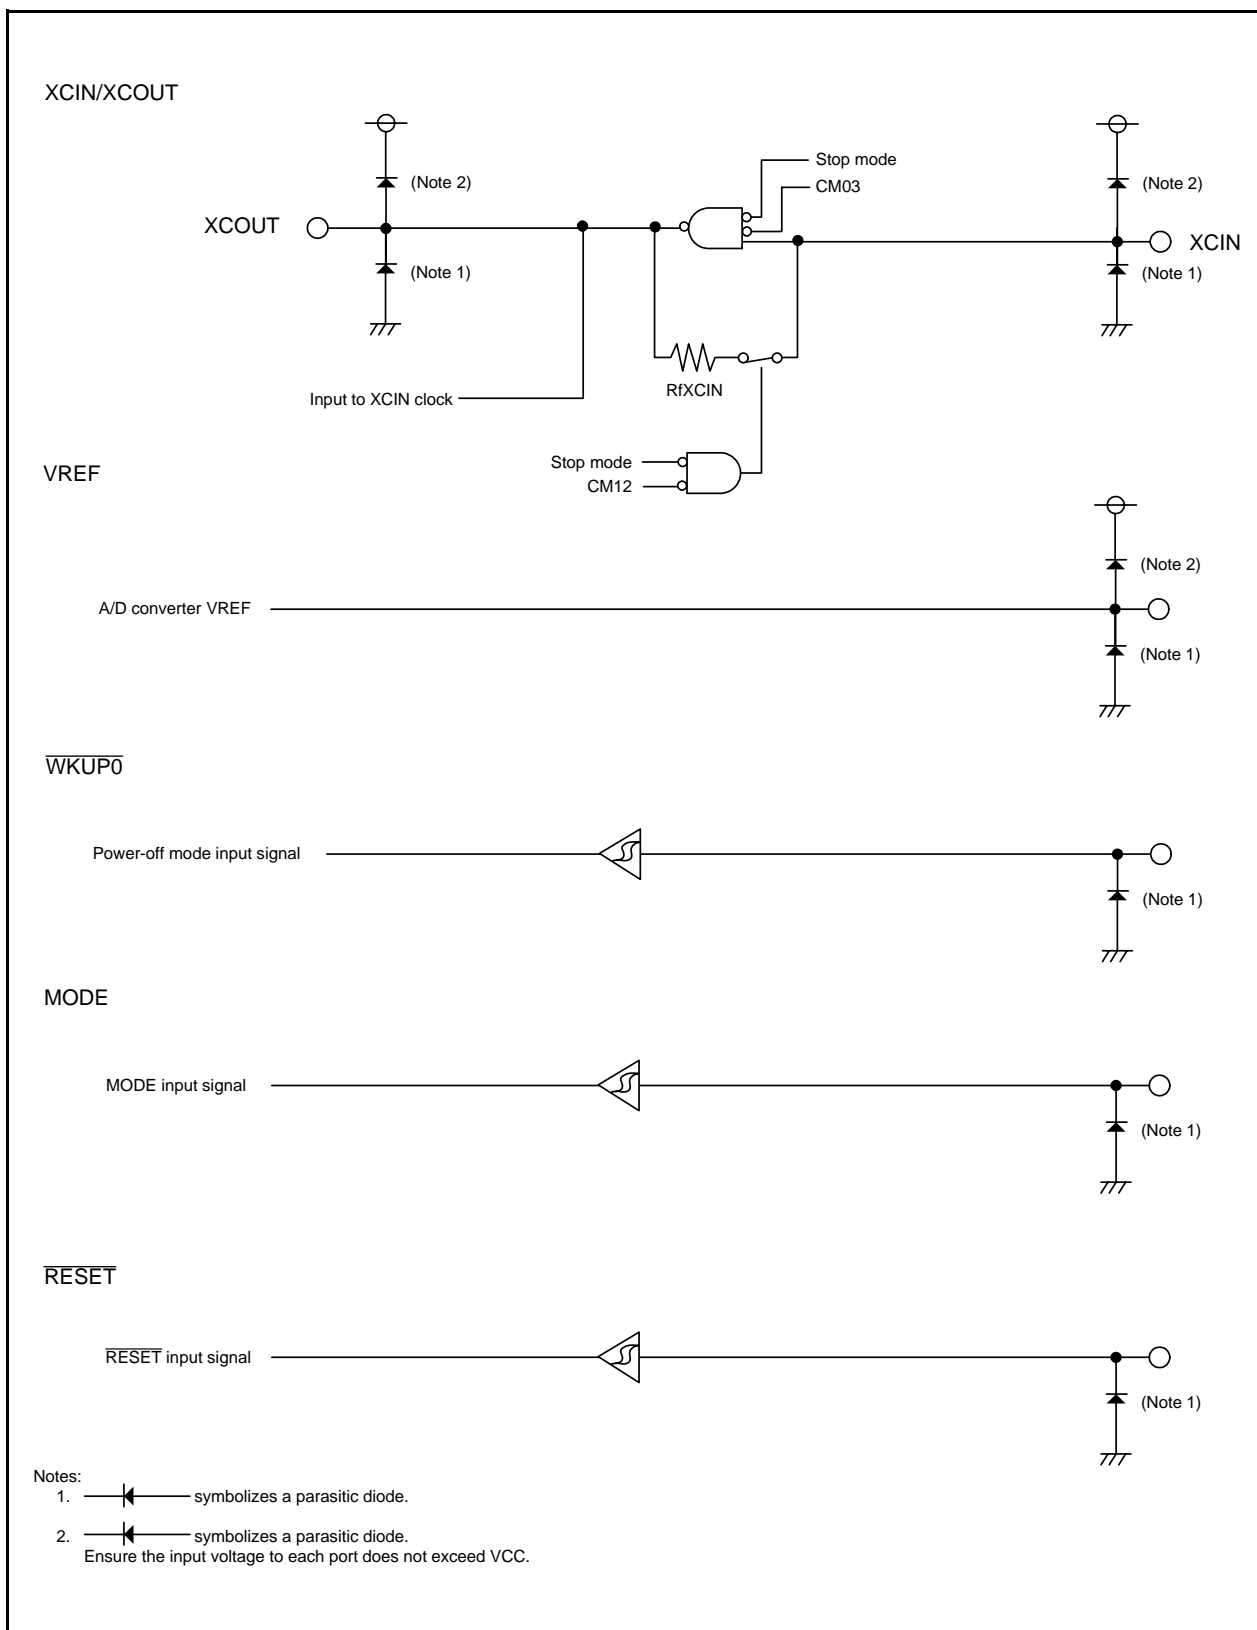 XCIN/XCOUT
Stop mode
CM03
(Note 2)
(Note 2)
XCOUT
XCIN
(Note 1)
(Note 1)
RfXCIN
Input to XCIN clock
Stop mode
CM12
VREF
(Note 2)
A/D converter VREF
(Note 1)
WKUP0
Power-off mode input signal
(Note 1)
MODE
MODE input signal
(Note 1)
RESET
RESET input signal
(Note 1)
Notes:
1. symbolizes a parasitic diode.
2. symbolizes a parasitic diode.
Ensure the input voltage to each port does not exceed VCC.